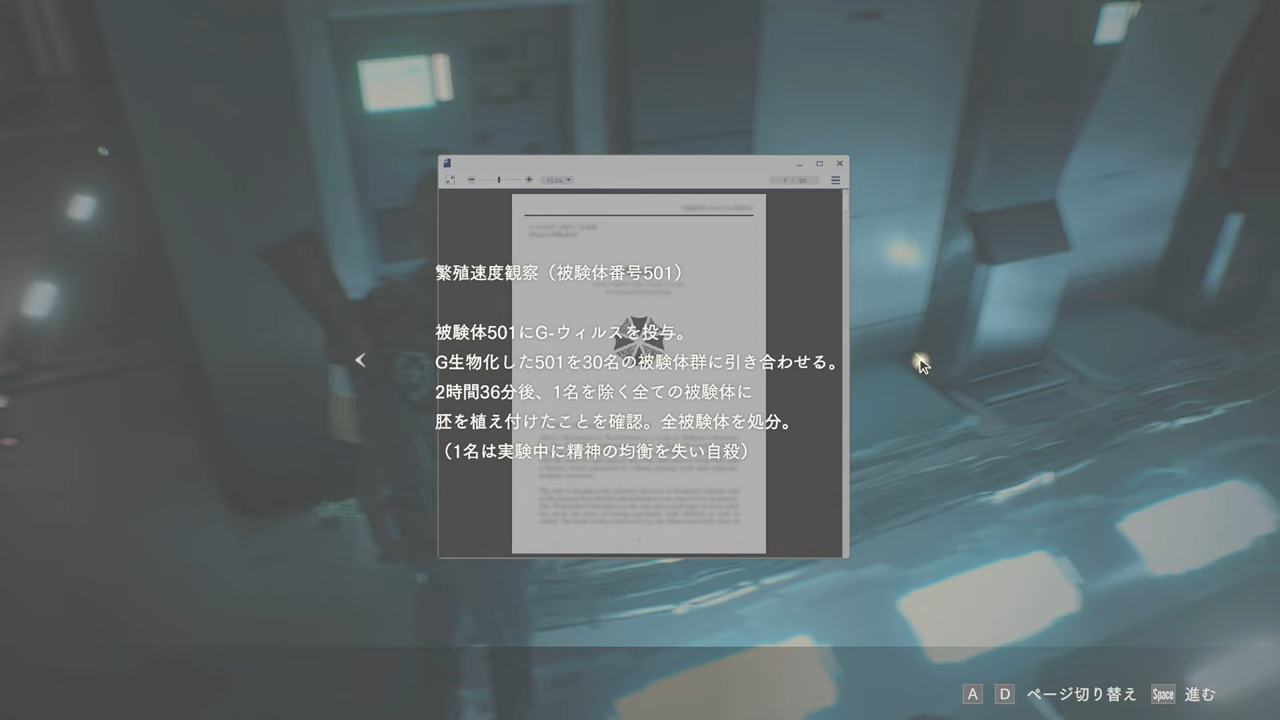 繁殖速度観察（被験体番号501）
被験体501にG-ウィルスを投与。
G生物化した501を30名の被験体群に引き合わせる。
2時間36分後、1名を除く全ての被験体に
胚を植え付けたことを確認。全被験体を処分。
（1名は実験中に精神の均衡を失い自殺）
A D ページ切り替え Space 進む